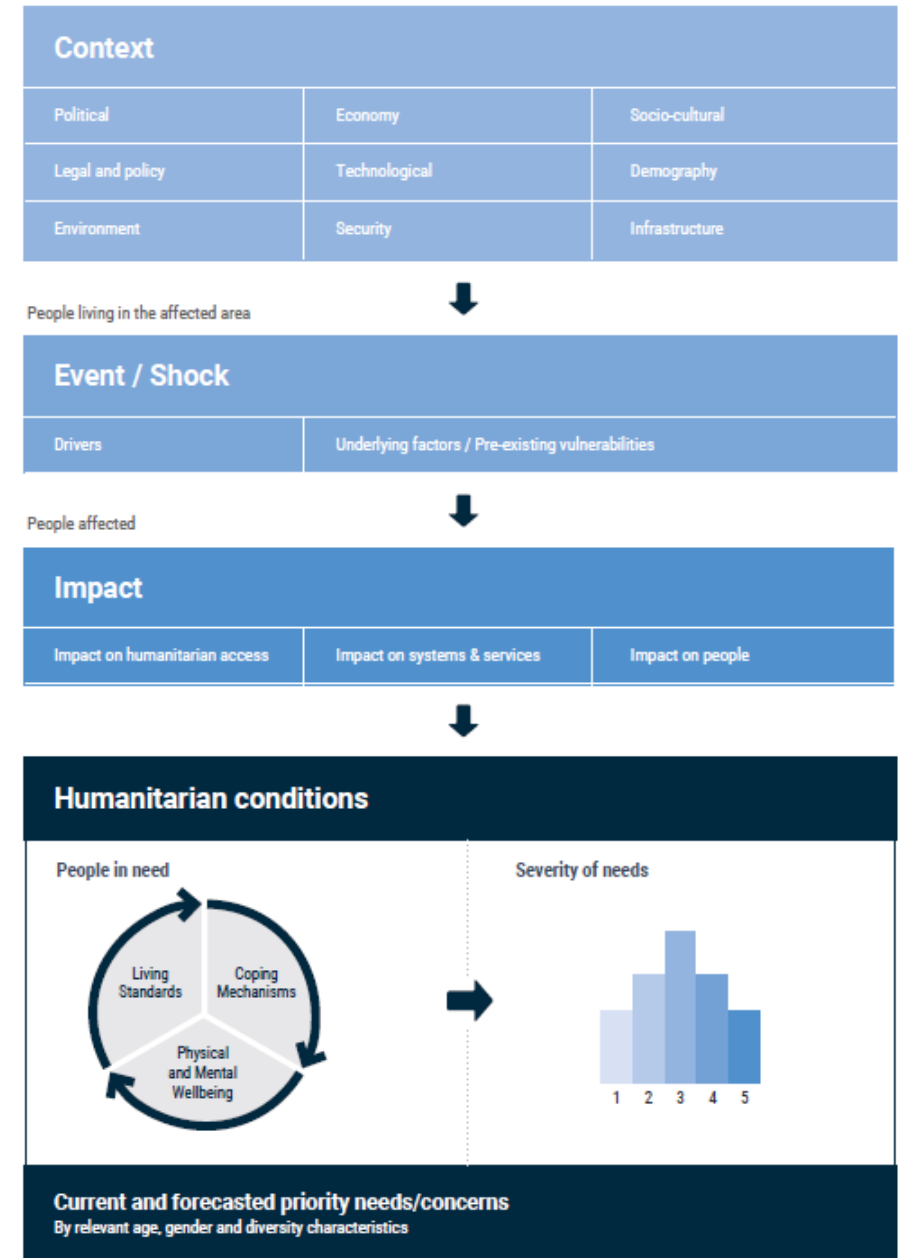 Context
Political Economy Socio-cultural
Legal and policy Technological Demography
Environment Security Infrastructure
People living in the affected area
Event / Shock
Drivers Underlying factors / Pre-existing vulnerabilities
People affected
Impact
Impact on humanitarian access Impact on systems & services Impact on people
Humanitarian conditions
People in need Severity of needs
Living
Standards
Coping
Mechanisms
Physical
and Mental
Wellbeing
1 2 3 4 5
Current and forecasted priority needs/concerns
By relevant age, gender and diversity characteristics